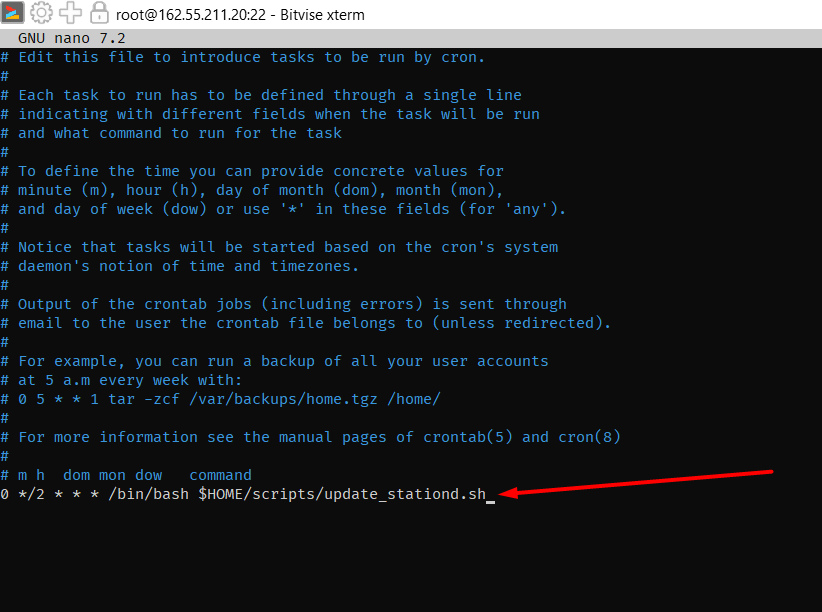 root@162.55.211.20:22 - Bitvise xterm
GNU nano 7.2
# Edit this file to introduce tasks to be run by cron.
#
# Each task to run has to be defined through a single line
# indicating with different fields when the task will be run
# and what command to run for the task
#
# To define the time you can provide concrete values for
# minute (m), hour (h), day of month (dom), month (mon),
# and day of week (dow) or use '*' in these fields (for 'any').
#
# Notice that tasks will be started based on the cron's system
# daemon's notion of time and timezones.
#
# Output of the crontab jobs (including errors) is sent through
# email to the user the crontab file belongs to (unless redirected).
#
# For example, you can run a backup of all your user accounts
# at 5 a.m every week with:
# 0 5 * * 1 tar -zcf /var/backups/home.tgz /home/
#
# For more information see the manual pages of crontab(5) and cron(8)
#
# m h  dom mon dow   command
0 */2 * * * /bin/bash $HOME/scripts/update_stationd.sh